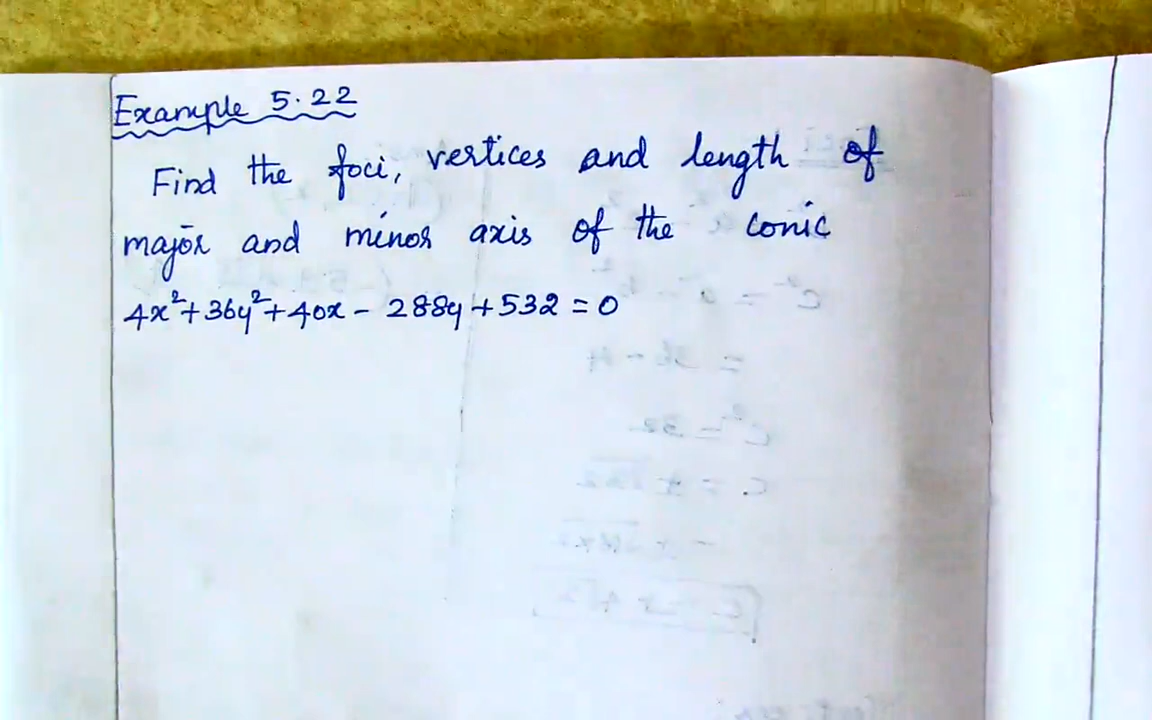 Example 5.22
Find the foci, vertices and length of
major and minor axis of the conic
4x²+36y²+40x - 288y+532 = 0